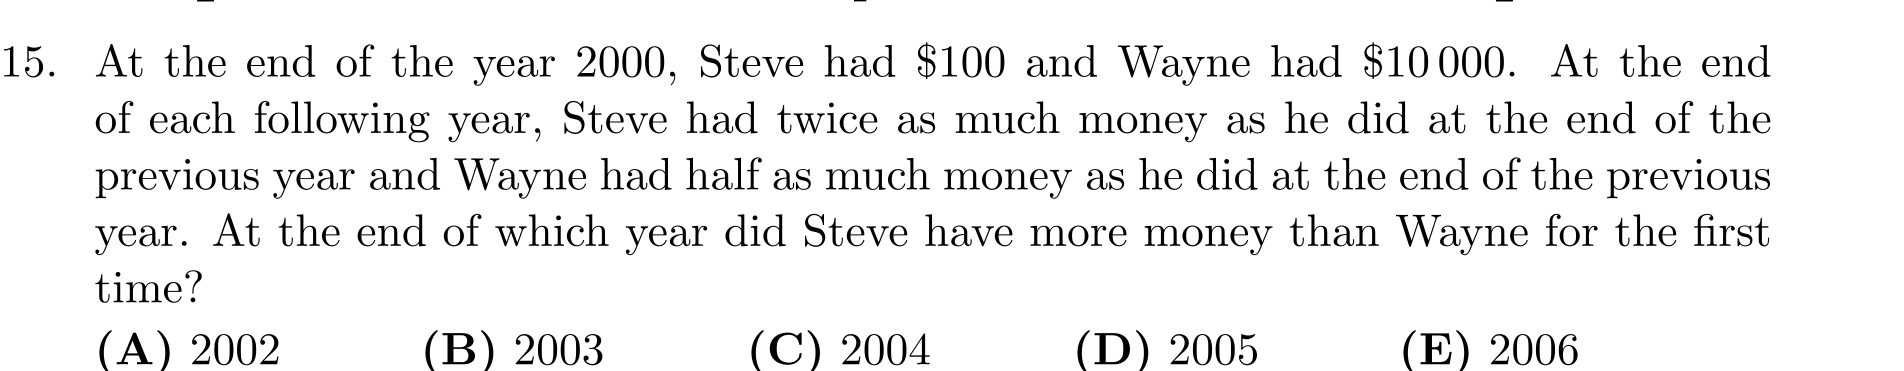 15. At the end of the year 2000, Steve had $100 and Wayne had $10 000. At the end
of each following year, Steve had twice as much money as he did at the end of the
previous year and Wayne had half as much money as he did at the end of the previous
year. At the end of which year did Steve have more money than Wayne for the first
time?
(A) 2002 (B) 2003 (C) 2004 (D) 2005 (E) 2006